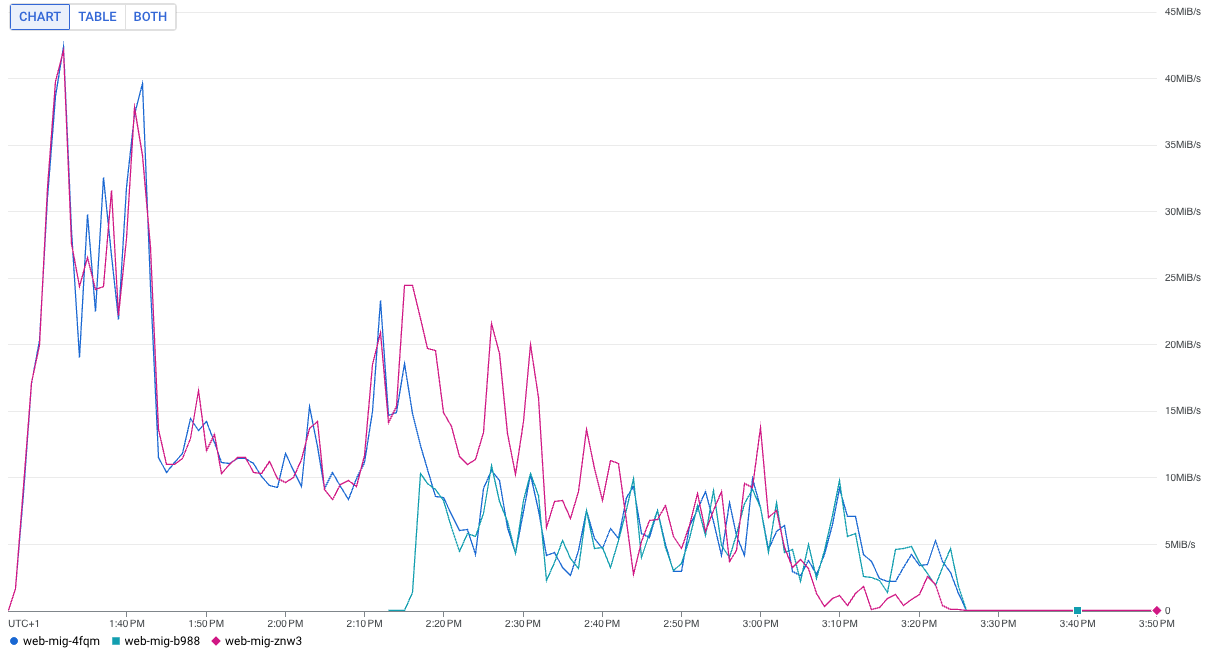 CHART TABLE BOTH
45MiB/s
40MiB/s
35MiB/s
30MiB/s
25MiB/s
20MiB/s
15MiB/s
10MiB/s
5MiB/s
0
UTC+1 1:40 PM 1:50 PM 2:00 PM 2:10 PM 2:20 PM 2:30 PM 2:40 PM 2:50 PM 3:00 PM 3:10 PM 3:20 PM 3:30 PM 3:40 PM 3:50 PM
web-mig-4fqm web-mig-b988 web-mig-znw3